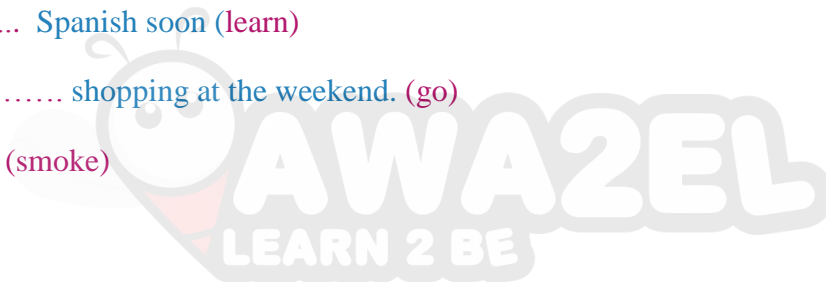 ... Spanish soon (learn)
…… shopping at the weekend. (go)
(smoke)
AWA2EL
LEARN 2 BE